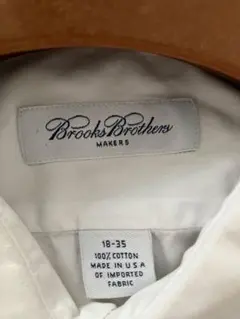 Brooks Brothers
MAKERS
18-35
100% COTTON
MADE IN U S A
OF IMPORTED
FABRIC